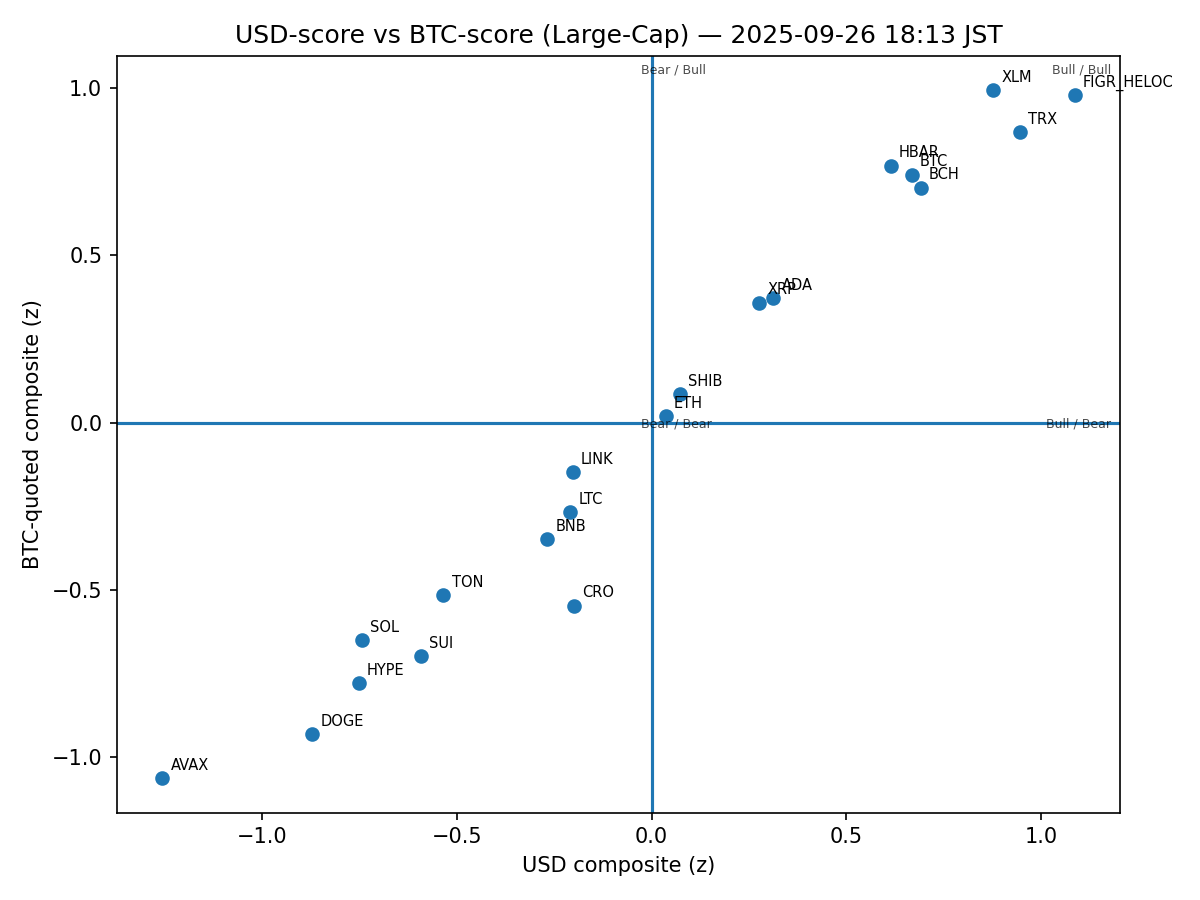 USD-score vs BTC-score (Large-Cap) — 2025-09-26 18:13 JST
Bear / Bull
Bull / Bull
XLM
FIGR_HELOC
TRX
HBAR
BTC
BCH
ADA
XRP
SHIB
ETH
Bear / Bear
Bull / Bear
LINK
LTC
BNB
TON
CRO
SOL
SUI
HYPE
DOGE
AVAX
1.0
0.5
0.0
−0.5
−1.0
BTC-quoted composite (z)
−1.0
−0.5
0.0
0.5
1.0
USD composite (z)